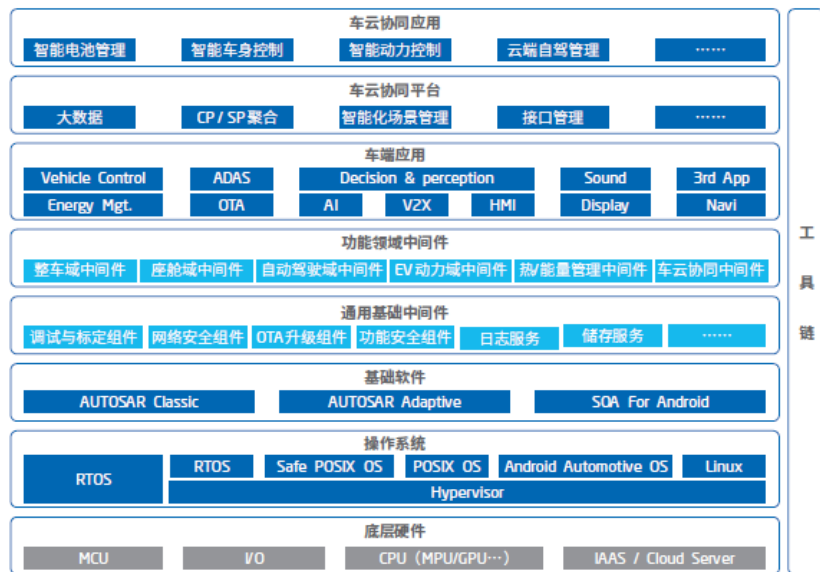 车云协同应用
智能电池管理 智能车身控制 智能动力控制 云端自驾管理 ……
车云协同平台
大数据 CP / SP聚合 智能化场景管理 接口管理 ……
车端应用
Vehicle Control ADAS Decision & perception Sound 3rd App
Energy Mgt. OTA AI V2X HMI Display Navi
功能领域中间件
整车域中间件 座舱域中间件 自动驾驶域中间件 EV动力域中间件 热/能量管理中间件 车云协同中间件
通用基础中间件
调试与标定组件 网络安全组件 OTA升级组件 功能安全组件 日志服务 储存服务 ……
基础软件
AUTOSAR Classic AUTOSAR Adaptive SOA For Android
操作系统
RTOS RTOS Safe POSIX OS POSIX OS Android Automotive OS Linux
Hypervisor
底层硬件
MCU I/O CPU（MPU/GPU…） IAAS / Cloud Server
工
具
链